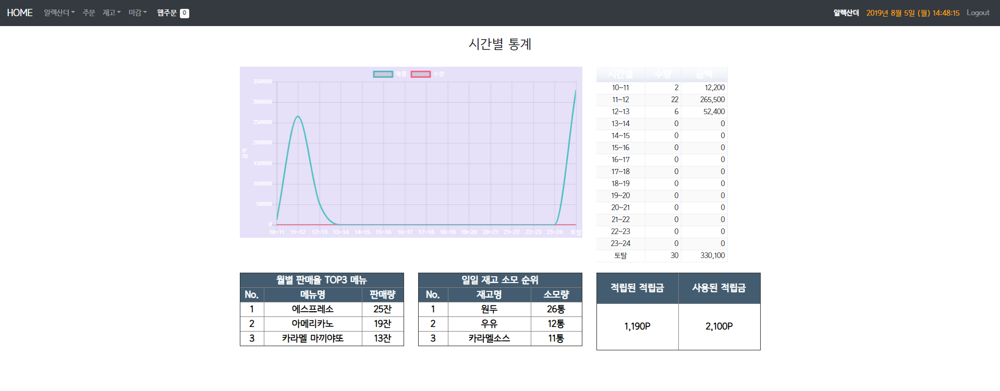 HOME 알렉산더 주문 재고 마감 웹주문 0 알렉산더 2019년 8월 5일 (월) 14:48:15 Logout
시간별 통계
매출 수량
350000
300000
250000
200000
150000
100000
50000
0
금액
10~11 11~12 12~13 13~14 14~15 15~16 16~17 17~18 18~19 19~20 20~21 21~22 22~23 23~24 토탈
시간별 수량 금액
10~11 2 12,200
11~12 22 265,500
12~13 6 52,400
13~14 0 0
14~15 0 0
15~16 0 0
16~17 0 0
17~18 0 0
18~19 0 0
19~20 0 0
20~21 0 0
21~22 0 0
22~23 0 0
23~24 0 0
토탈 30 330,100
월별 판매율 TOP3 메뉴
No. 메뉴명 판매량
1 에스프레소 25잔
2 아메리카노 19잔
3 카라멜 마끼야또 13잔
일일 재고 소모 순위
No. 재고명 소모량
1 원두 26통
2 우유 12통
3 카라멜소스 11통
적립된 적립금 사용된 적립금
1,190P 2,100P